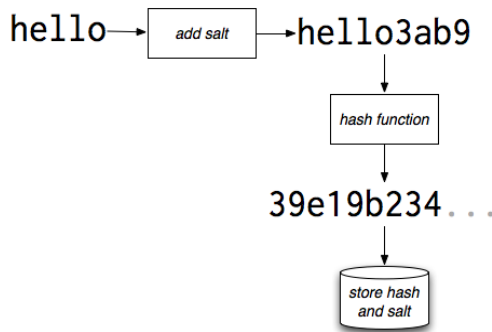 hello
add salt
hello3ab9
hash function
39e19b234...
store hash
and salt